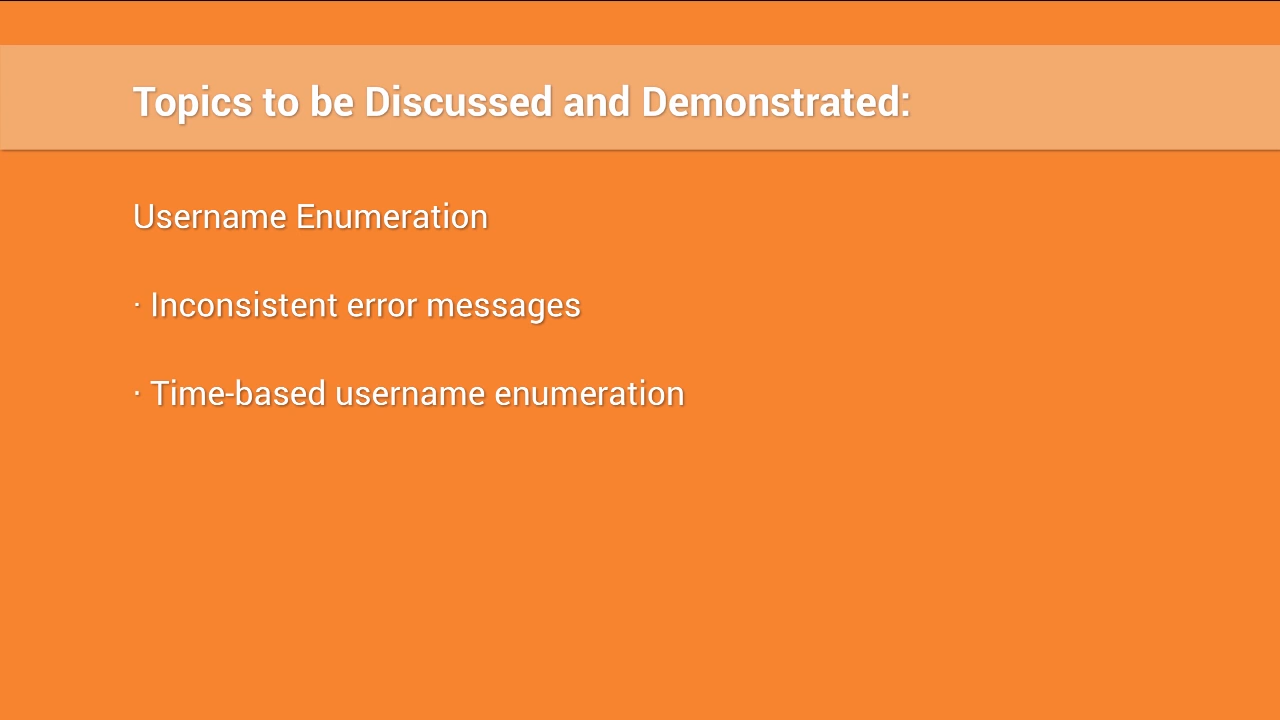 Topics to be Discussed and Demonstrated:
Username Enumeration
· Inconsistent error messages
· Time-based username enumeration